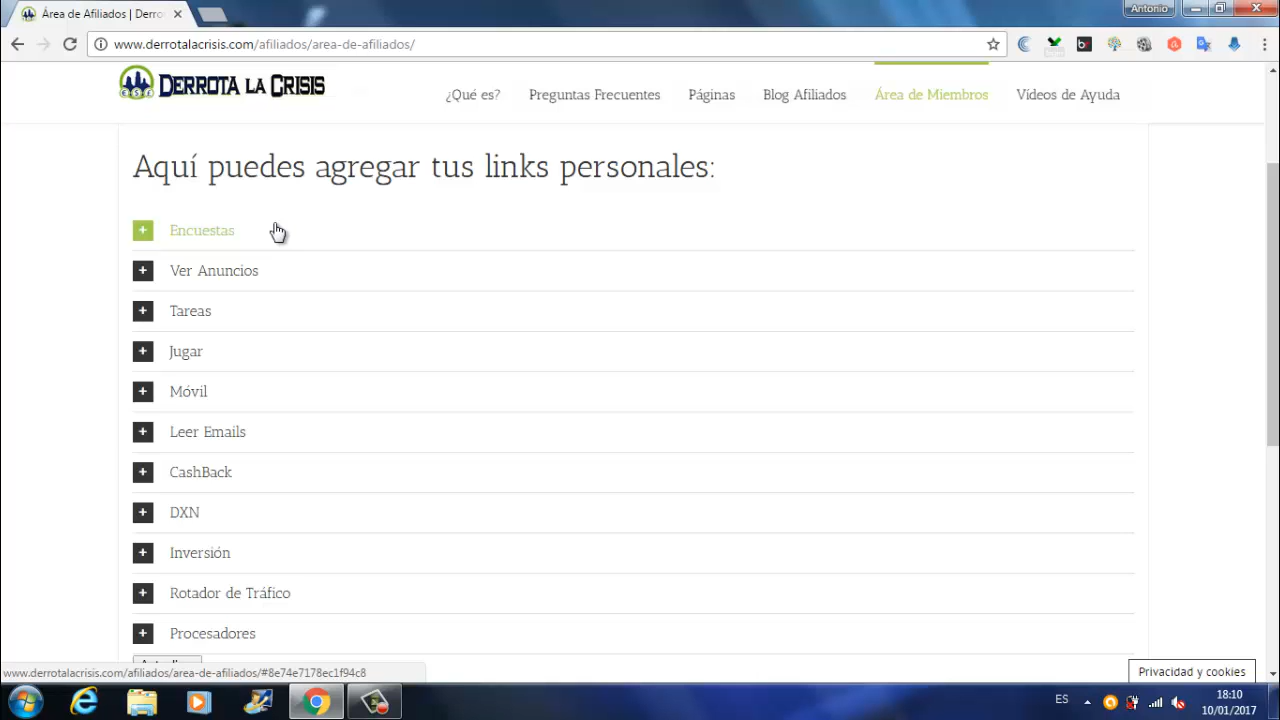 Área de Afiliados | Derro
Antonio
www.derrotalacrisis.com/afiliados/area-de-afiliados/
DERROTA LA CRISIS
¿Qué es?
Preguntas Frecuentes
Páginas
Blog Afiliados
Área de Miembros
Vídeos de Ayuda
Aquí puedes agregar tus links personales:
Encuestas
Ver Anuncios
Tareas
Jugar
Móvil
Leer Emails
CashBack
DXN
Inversión
Rotador de Tráfico
Procesadores
www.derrotalacrisis.com/afiliados/area-de-afiliados/#8e74e7178ec1f94c8
Privacidad y cookies
ES
18:10
10/01/2017